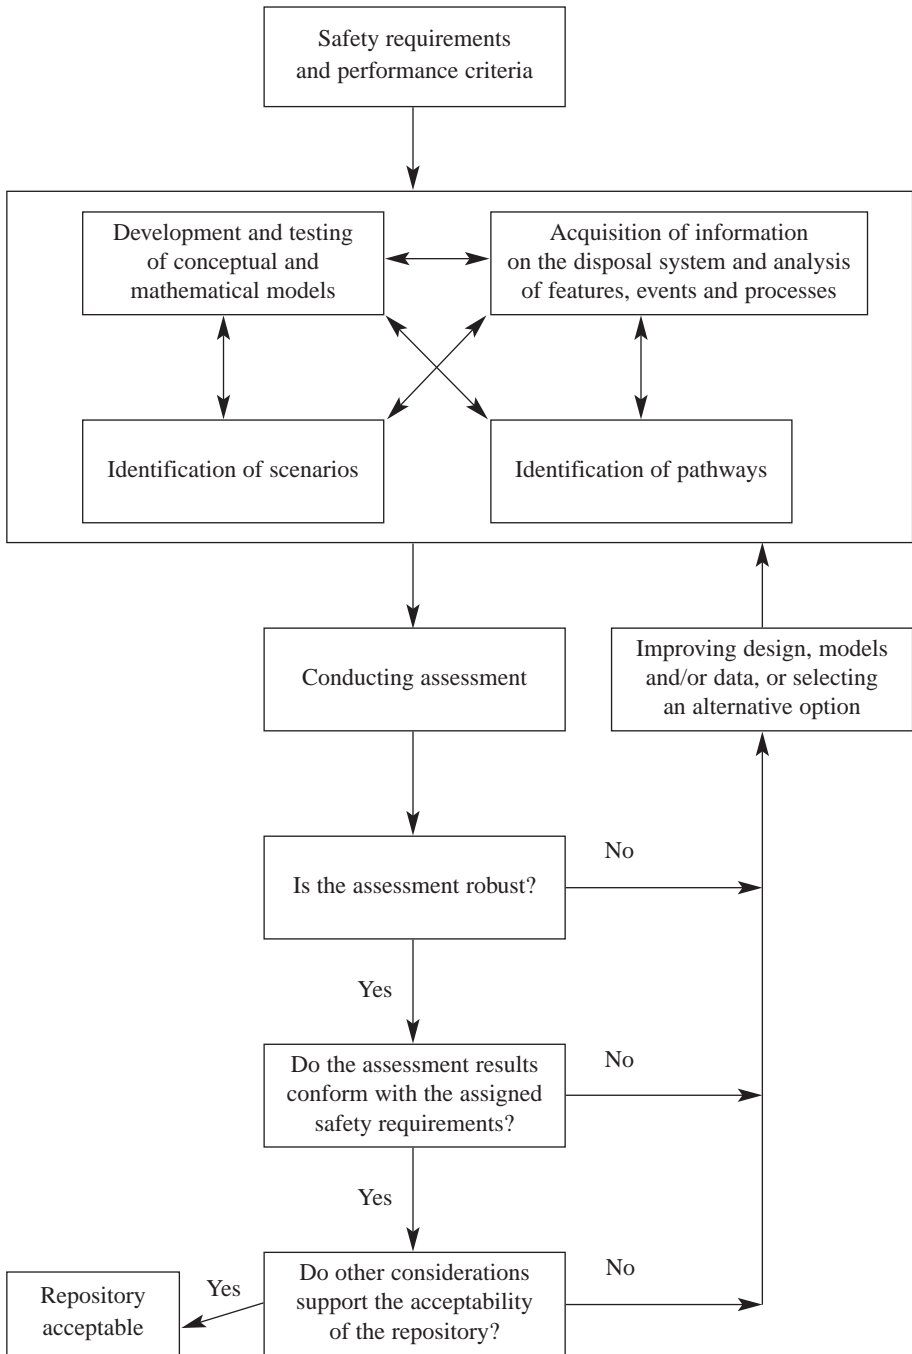 Safety requirements
and performance criteria
Development and testing
of conceptual and
mathematical models
Acquisition of information
on the disposal system and analysis
of features, events and processes
Identification of scenarios
Identification of pathways
Conducting assessment
Improving design, models
and/or data, or selecting
an alternative option
Is the assessment robust?
No
Yes
Do the assessment results
conform with the assigned
safety requirements?
No
Yes
Do other considerations
support the acceptability
of the repository?
No
Yes
Repository
acceptable